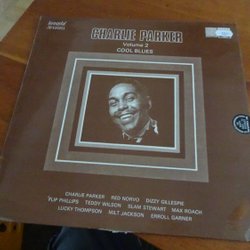 CHARLIE PARKER
Volume 2
COOL BLUES
CHARLIE PARKER RED NORVO DIZZY GILLESPIE
'FLIP' PHILLIPS TEDDY WILSON SLAM STEWART MAX ROACH
LUCKY THOMPSON MILT JACKSON ERROLL GARNER